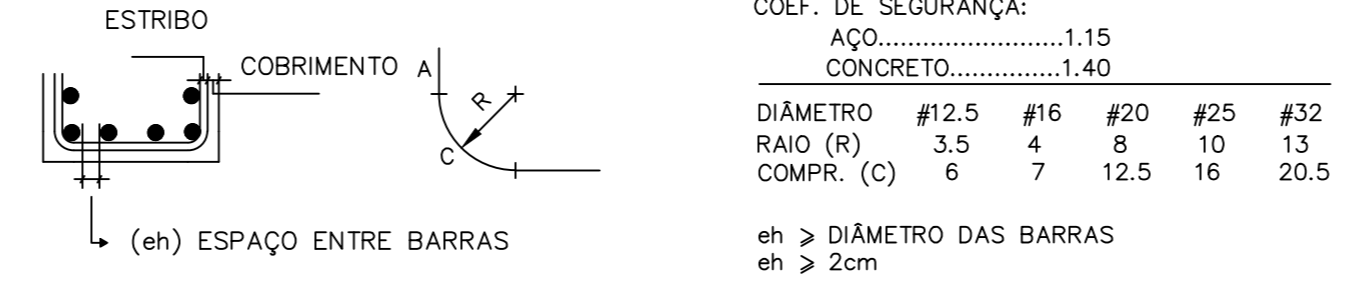 ESTRIBO
COBRIMENTO
A
R
C
(eh) ESPAÇO ENTRE BARRAS
COEF. DE SEGURANÇA:
AÇO.........................1.15
CONCRETO...............1.40
DIÂMETRO #12.5 #16 #20 #25 #32
RAIO (R) 3.5 4 8 10 13
COMPR. (C) 6 7 12.5 16 20.5
eh ⩾ DIÂMETRO DAS BARRAS
eh ⩾ 2cm